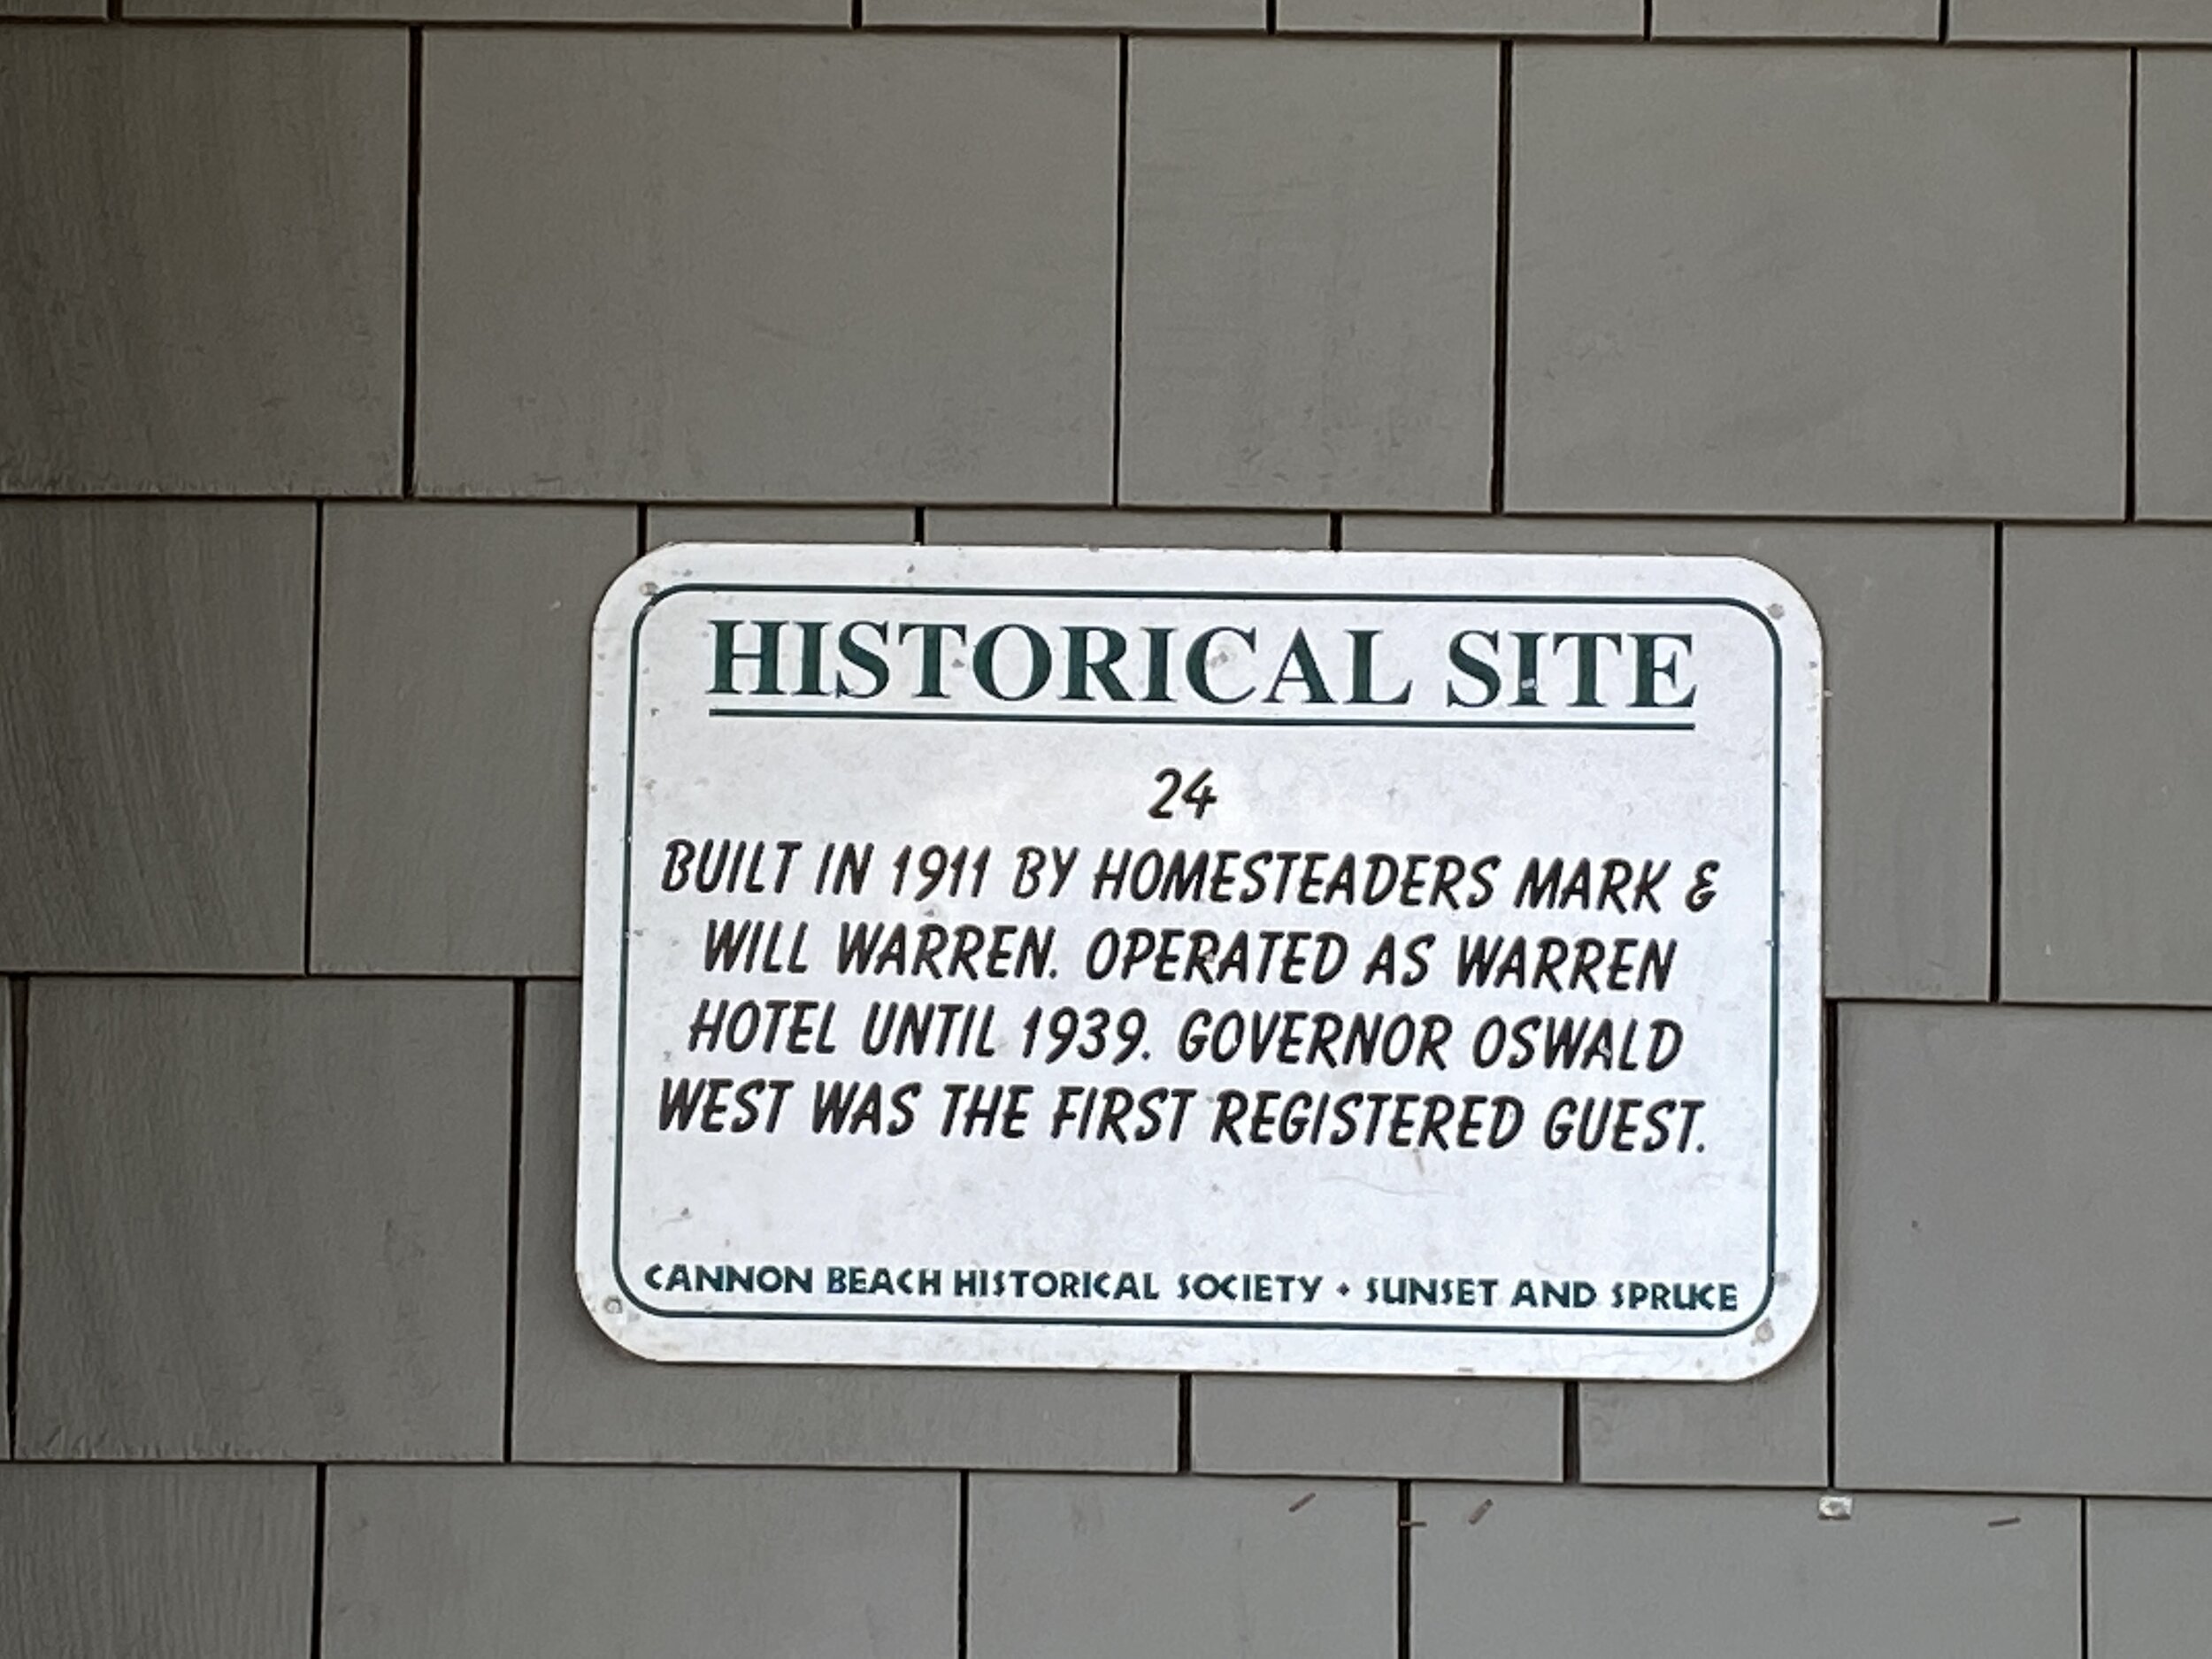 HISTORICAL SITE
24
BUILT IN 1911 BY HOMESTEADERS MARK &
WILL WARREN. OPERATED AS WARREN
HOTEL UNTIL 1939. GOVERNOR OSWALD
WEST WAS THE FIRST REGISTERED GUEST.
CANNON BEACH HISTORICAL SOCIETY • SUNSET AND SPRUCE